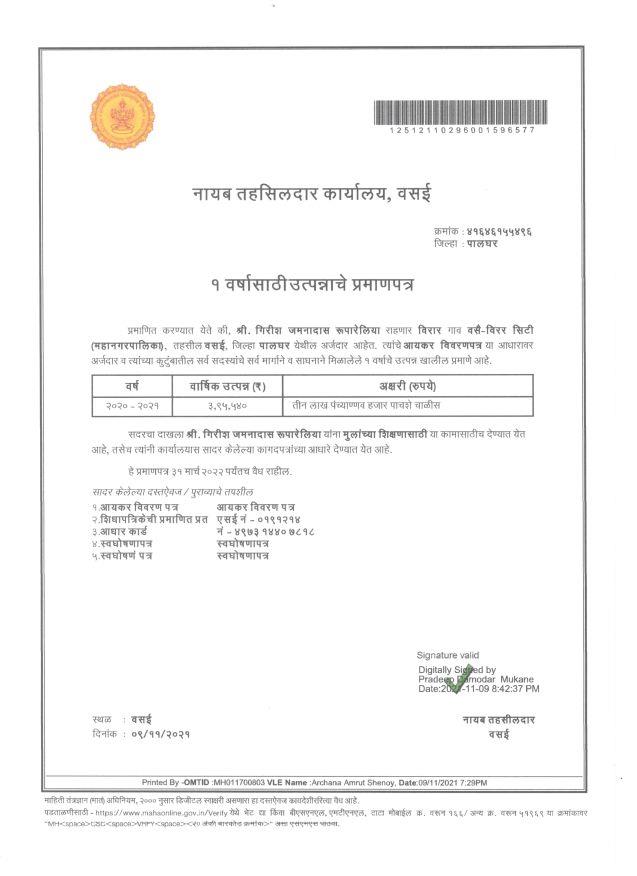 12512110296001596577
नायब तहसिलदार कार्यालय, वसई
क्रमांक : ४१६४६१५५४९६
जिल्हा : पालघर
१ वर्षासाठी उत्पन्नाचे प्रमाणपत्र
प्रमाणित करण्यात येते की, श्री. गिरीश जमनादास रूपारेलिया राहणार विरार गाव वसै-विरर सिटी
(महानगरपालिका), तहसील वसई, जिल्हा पालघर येथील अर्जदार आहेत. त्यांचे आयकर विवरणपत्र या आधारावर
अर्जदार व त्यांच्या कुटुंबातील सर्व सदस्यांचे सर्व मार्गाने व साधनाने मिळालेले १ वर्षाचे उत्पन्न खालील प्रमाणे आहे.
वर्ष वार्षिक उत्पन्न (₹) अक्षरी (रुपये)
२०२० - २०२१ ३,९५,५४० तीन लाख पंच्याण्णव हजार पाचशे चाळीस
सदरचा दाखला श्री. गिरीश जमनादास रूपारेलिया यांना मुलांच्या शिक्षणासाठी या कामासाठीच देण्यात येत
आहे, तसेच त्यांनी कार्यालयास सादर केलेल्या कागदपत्रांच्या आधारे देण्यात येत आहे.
हे प्रमाणपत्र ३१ मार्च २०२२ पर्यंतच वैध राहील.
सादर केलेल्या दस्तऐवज / पुराव्याचे तपशील
१.आयकर विवरण पत्र आयकर विवरण पत्र
२.शिधापत्रिकेची प्रमाणित प्रत एसई नं - ०१९१२१४
३.आधार कार्ड नं - ४९७३ १४४० ७८१८
४.स्वघोषणापत्र स्वघोषणापत्र
५.स्वघोषणं पत्र स्वघोषणापत्र
Signature valid
Digitally Signed by
Pradeep Damodar Mukane
Date:2021-11-09 8:42:37 PM
स्थळ : वसई नायब तहसीलदार
दिनांक : ०९/११/२०२१ वसई
Printed By -OMTID :MH011700803 VLE Name :Archana Amrut Shenoy, Date:09/11/2021 7:29PM
माहिती तंत्रज्ञान (मातं) अधिनियम, २००० नुसार डिजीटल स्वाक्षरी असणारा हा दस्तऐवज कायदेशीररित्या वैध आहे.
पडताळणीसाठी - https://www.mahaonline.gov.in/Verify येथे भेट द्या किंवा बीएसएनएल, एमटीएनएल, टाटा मोबाईल क्र. वरून १६६/ अन्य क्र. वरून ५१९६९ या क्रमांकावर
"MH<space>CSC<space>VRFY<space><२० अंकी बारकोड क्रमांक>" असा एसएमएस पाठवा.